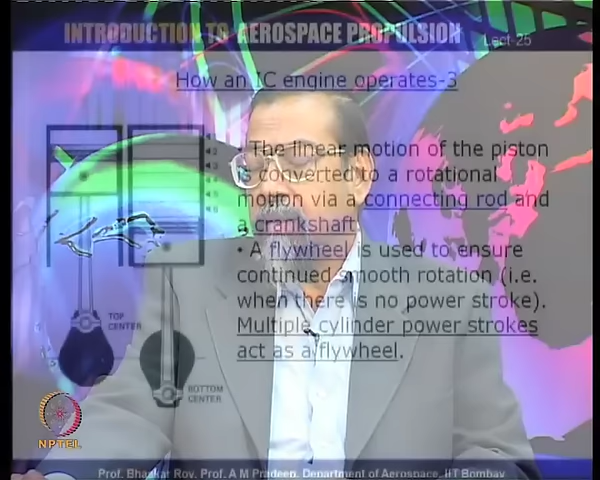 INTRODUCTION TO AEROSPACE PROPULSION
Lect-25
How an IC engine operates-3
The linear motion of the piston
is converted to a rotational
motion via a connecting rod and
a crankshaft.
• A flywheel is used to ensure
continued smooth rotation (i.e.
when there is no power stroke).
Multiple cylinder power strokes
act as a flywheel.
TOP
CENTER
BOTTOM
CENTER
NPTEL
Prof. Bhaskar Roy, Prof. A M Pradeep, Department of Aerospace, IIT Bombay